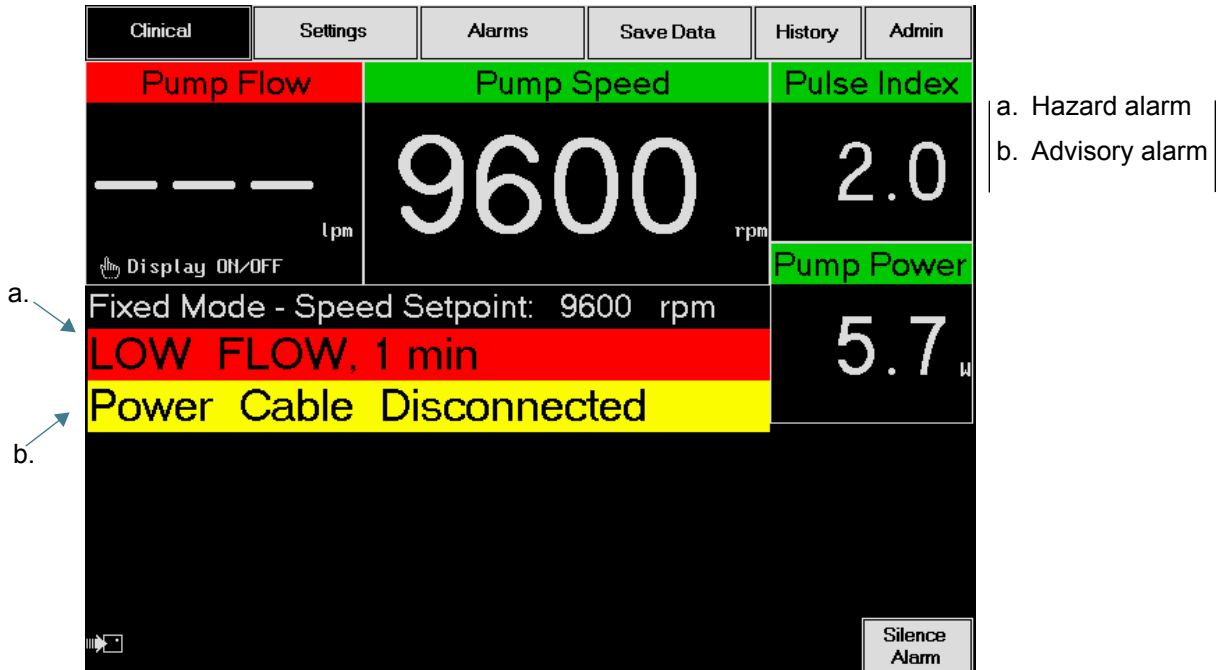 Clinical Settings Alarms Save Data History Admin
Pump Flow Pump Speed Pulse Index
--- lpm 9600 rpm 2.0
Display ON/OFF
Pump Power
5.7 W
Fixed Mode - Speed Setpoint: 9600 rpm
LOW FLOW, 1 min
Power Cable Disconnected
Silence
Alarm
a.
b.
a. Hazard alarm
b. Advisory alarm